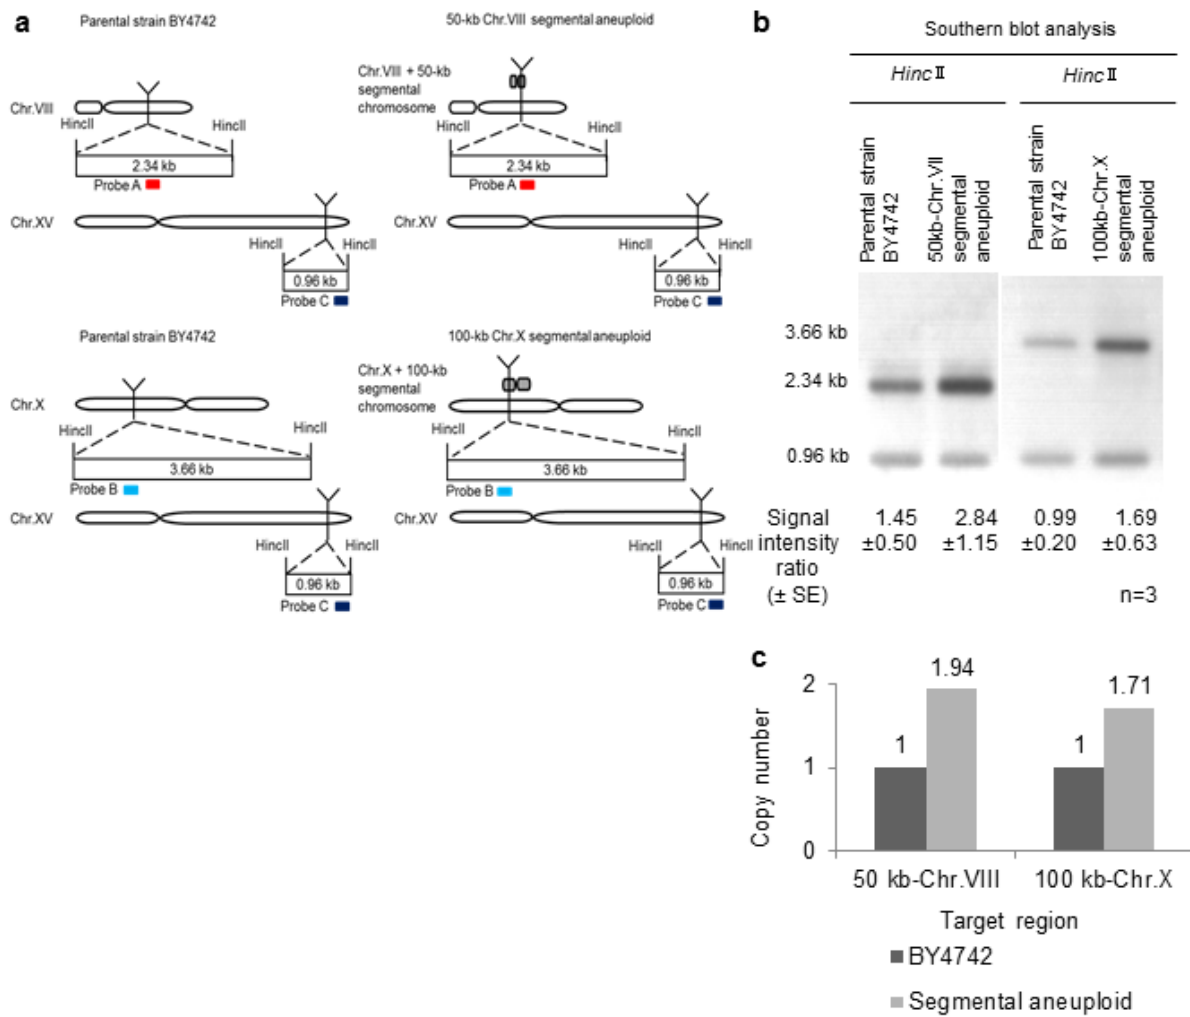 a
Parental strain BY4742
50-kb Chr.VIII segmental aneuploid
Chr.VIII
HincII
HincII
2.34 kb
Probe A
Chr.XV
HincII
HincII
0.96 kb
Probe C
Chr.VIII + 50-kb
segmental
chromosome
HincII
HincII
2.34 kb
Probe A
Chr.XV
HincII
HincII
0.96 kb
Probe C
Parental strain BY4742
100-kb Chr.X segmental aneuploid
Chr.X
HincII
HincII
3.66 kb
Probe B
Chr.XV
HincII
HincII
0.96 kb
Probe C
Chr.X + 100-kb
segmental
chromosome
HincII
HincII
3.66 kb
Probe B
Chr.XV
HincII
HincII
0.96 kb
Probe C
b
Southern blot analysis
HincⅡ
HincⅡ
Parental strain
BY4742
50kb-Chr.VII
segmental
aneuploid
Parental strain
BY4742
100kb-Chr.X
segmental
aneuploid
3.66 kb
2.34 kb
0.96 kb
Signal
intensity
ratio
(± SE)
1.45
±0.50
2.84
±1.15
0.99
±0.20
1.69
±0.63
n=3
c
Copy number
2
1
0
1
1.94
1
1.71
50 kb-Chr.VIII
100 kb-Chr.X
Target region
BY4742
Segmental aneuploid